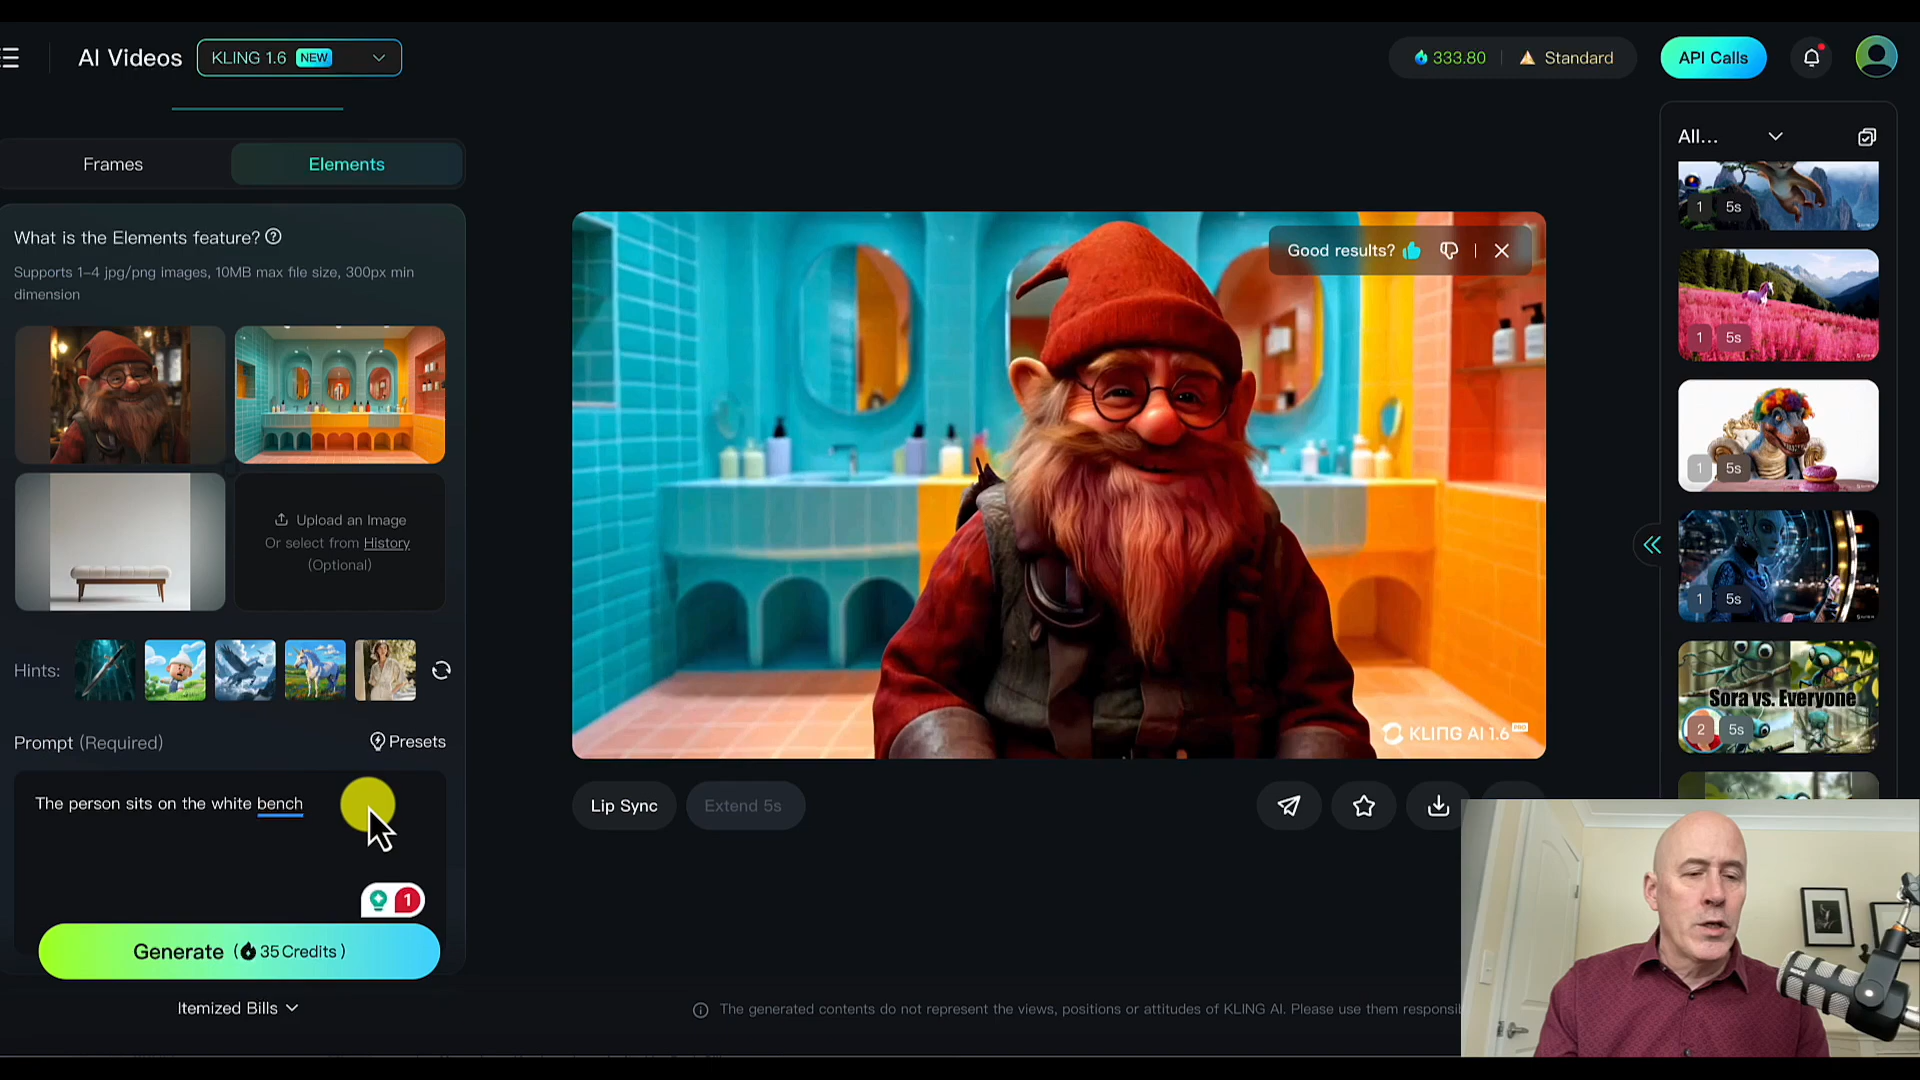 AI Videos
KLING 1.6 NEW
333.80
Standard
API Calls
Frames
Elements
What is the Elements feature?
Supports 1–4 jpg/png images, 10MB max file size, 300px min
dimension
Upload an Image
Or select from History
(Optional)
Hints:
Prompt (Required)
Presets
The person sits on the white bench
1
Generate ( 35 Credits )
Itemized Bills
Good results?
KLING AI 1.6 PRO
Lip Sync
Extend 5s
The generated contents do not represent the views, positions or attitudes of KLING AI. Please use them responsi
All...
1 5s
1 5s
1 5s
1 5s
Sora vs. Everyone
2 5s